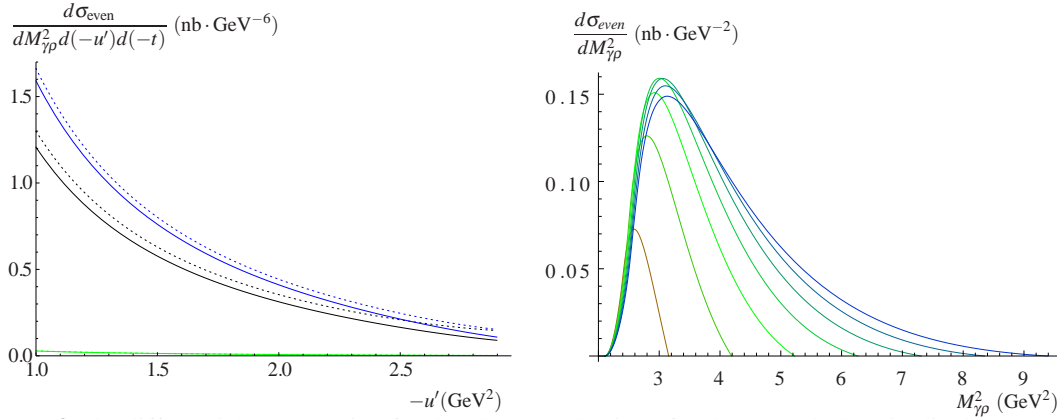 dσ_even / dM²_γρ d(−u′)d(−t) (nb·GeV⁻⁶)
1.5
1.0
0.5
0.0
1.0 1.5 2.0 2.5
−u′(GeV²)
dσ_even / dM²_γρ (nb·GeV⁻²)
0.15
0.10
0.05
3 4 5 6 7 8 9
M²_γρ (GeV²)